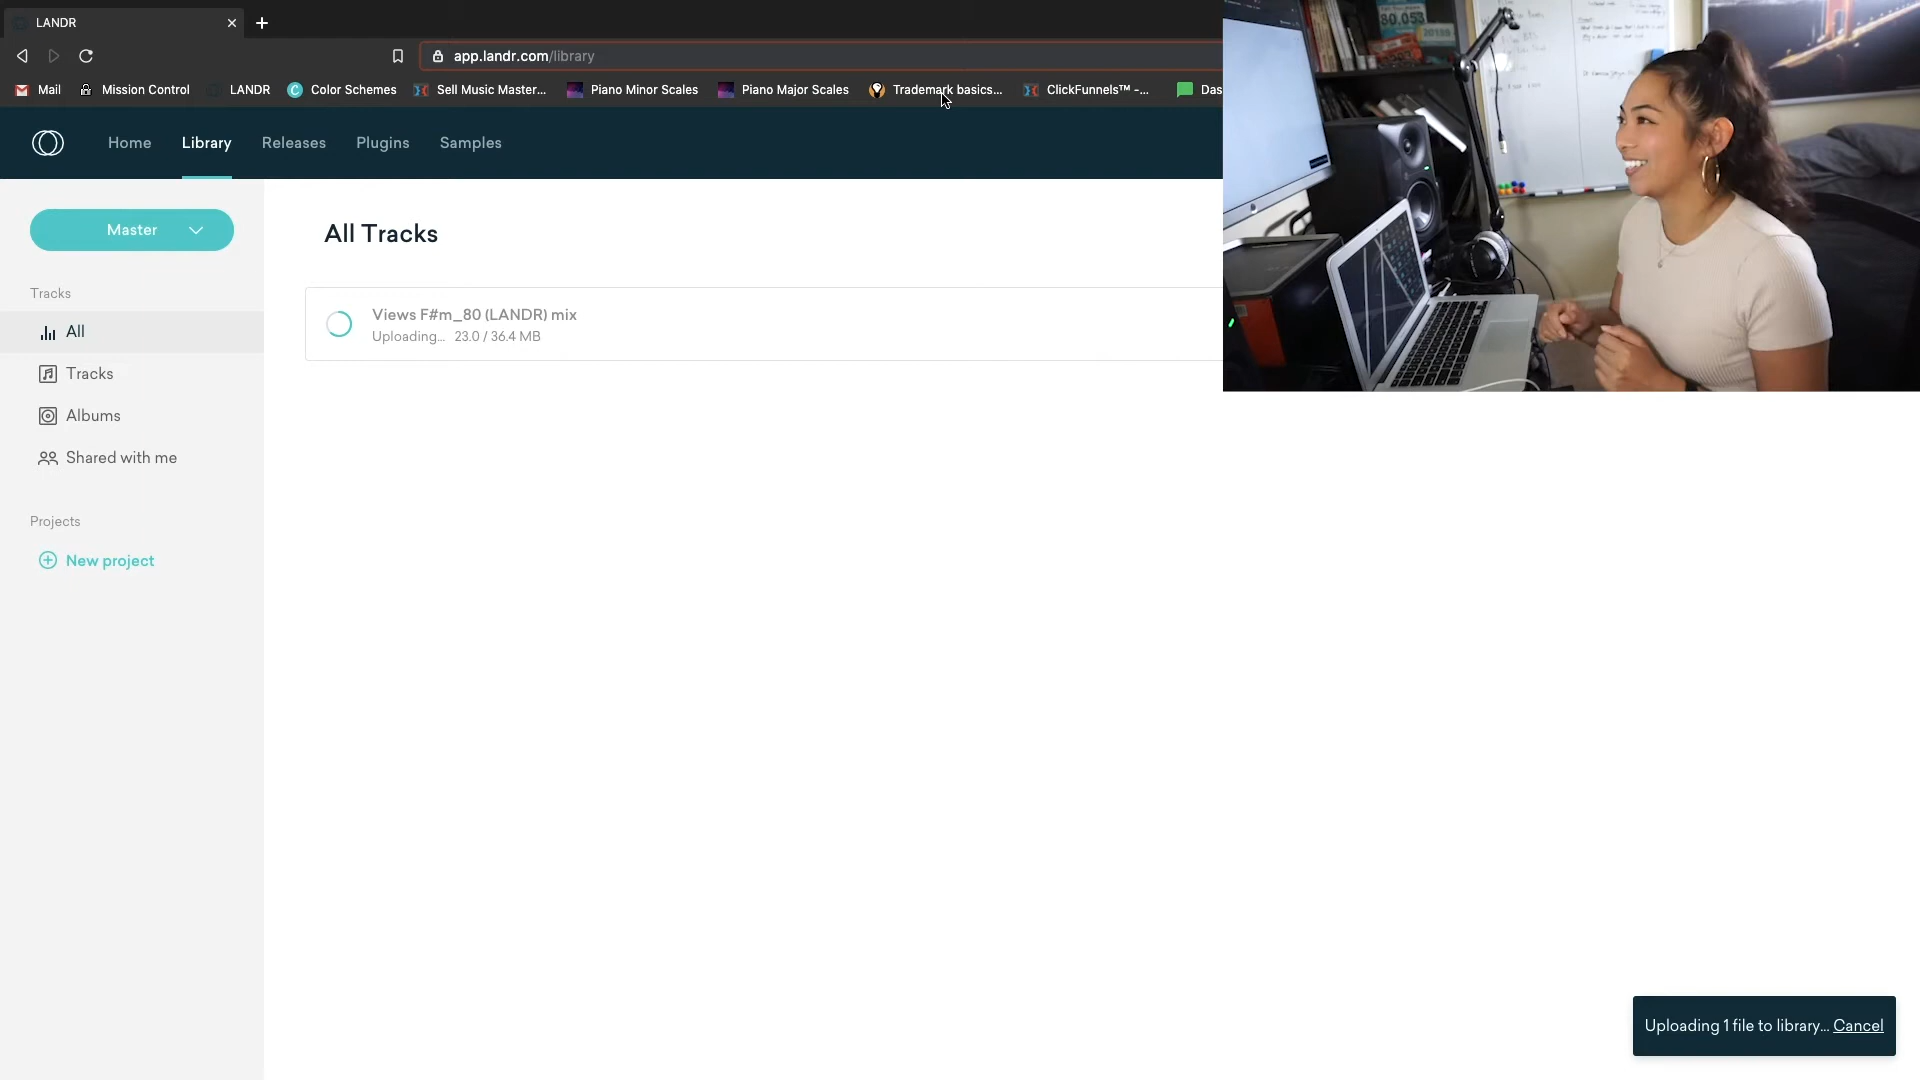 LANDR
app.landr.com/library
Mail
Mission Control
LANDR
Color Schemes
Sell Music Master...
Piano Minor Scales
Piano Major Scales
Trademark basics...
ClickFunnels™ -...
Das
Home
Library
Releases
Plugins
Samples
Master
All Tracks
Tracks
Views F#m_80 (LANDR) mix
Uploading... 23.0 / 36.4 MB
All
Tracks
Albums
Shared with me
Projects
New project
80.053
20199
Uploading 1 file to library... Cancel